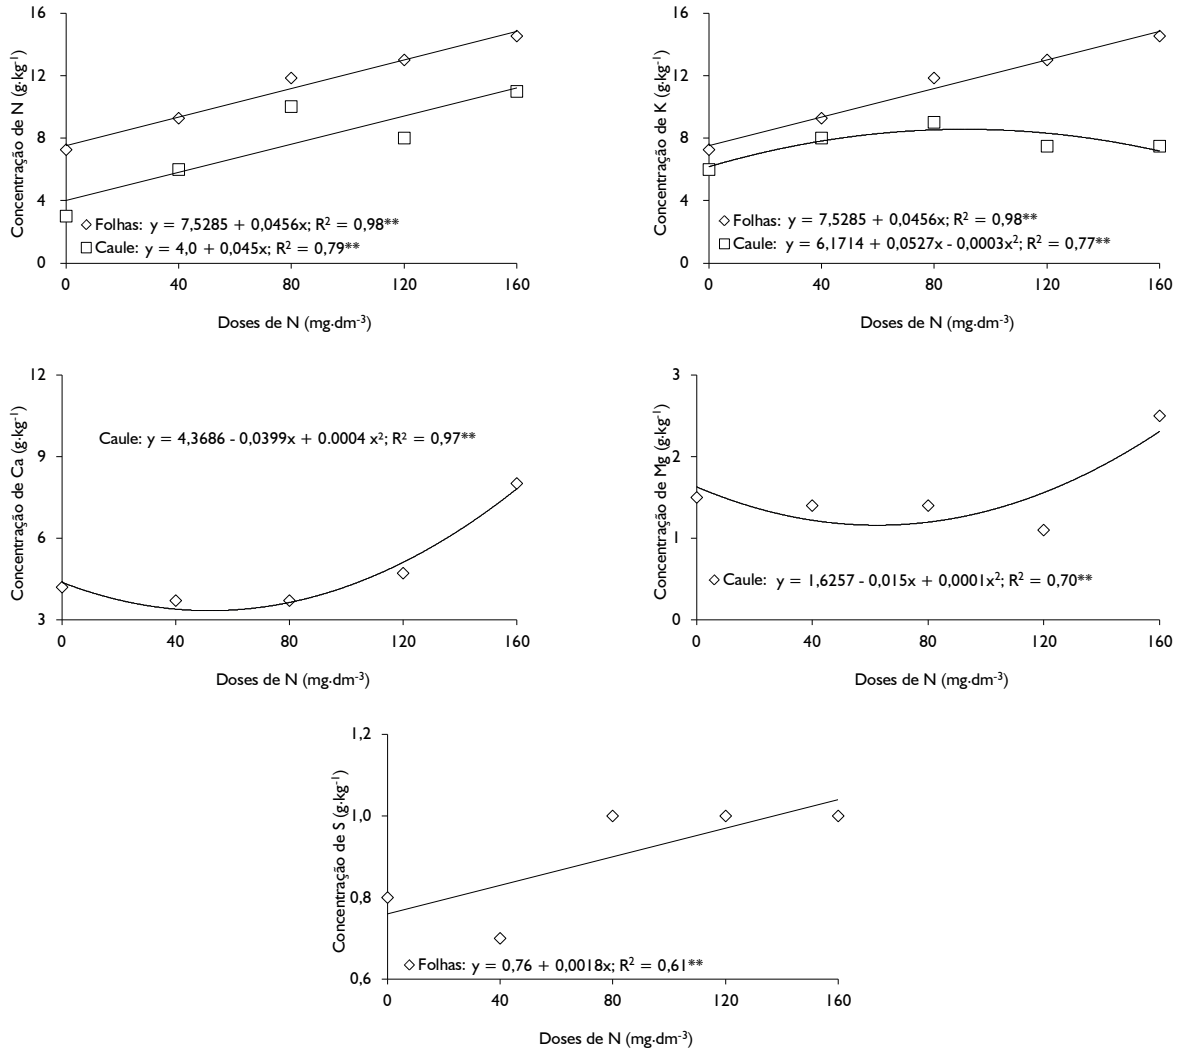 Concentração de N (g·kg⁻¹)
16
12
8
4
0
Folhas: y = 7,5285 + 0,0456x; R² = 0,98**
Caule: y = 4,0 + 0,045x; R² = 0,79**
0 40 80 120 160
Doses de N (mg·dm⁻³)
Concentração de K (g·kg⁻¹)
16
12
8
4
0
Folhas: y = 7,5285 + 0,0456x; R² = 0,98**
Caule: y = 6,1714 + 0,0527x - 0,0003x²; R² = 0,77**
0 40 80 120 160
Doses de N (mg·dm⁻³)
Concentração de Ca (g·kg⁻¹)
12
9
6
3
Caule: y = 4,3686 - 0,0399x + 0.0004 x²; R² = 0,97**
0 40 80 120 160
Doses de N (mg·dm⁻³)
Concentração de Mg (g·kg⁻¹)
3
2
1
0
Caule: y = 1,6257 - 0,015x + 0,0001x²; R² = 0,70**
0 40 80 120 160
Doses de N (mg·dm⁻³)
Concentração de S (g·kg⁻¹)
1,2
1,0
0,8
0,6
Folhas: y = 0,76 + 0,0018x; R² = 0,61**
0 40 80 120 160
Doses de N (mg·dm⁻³)